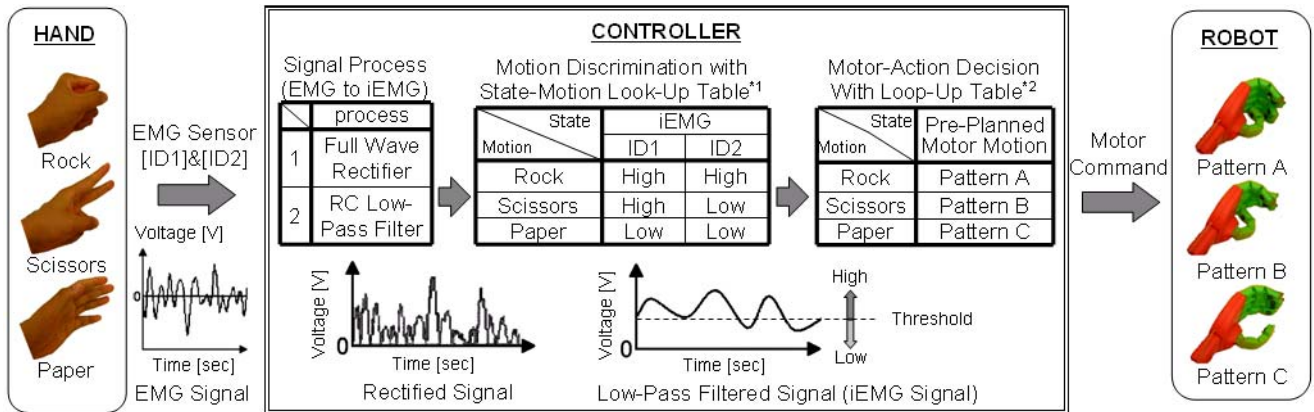 HAND
Rock
Scissors
Paper
EMG Sensor
[ID1]&[ID2]
Voltage [V]
0
Time [sec]
EMG Signal
CONTROLLER
Signal Process
(EMG to iEMG)
process
1 Full Wave
Rectifier
2 RC Low-
Pass Filter
Motion Discrimination with
State-Motion Look-Up Table*1
State iEMG
Motion ID1 ID2
Rock High High
Scissors High Low
Paper Low Low
Motor-Action Decision
With Loop-Up Table*2
State Pre-Planned
Motion Motor Motion
Rock Pattern A
Scissors Pattern B
Paper Pattern C
Voltage [V]
0
Time [sec]
Rectified Signal
Voltage [V]
0
Time [sec]
High
Threshold
Low
Low-Pass Filtered Signal (iEMG Signal)
Motor
Command
ROBOT
Pattern A
Pattern B
Pattern C